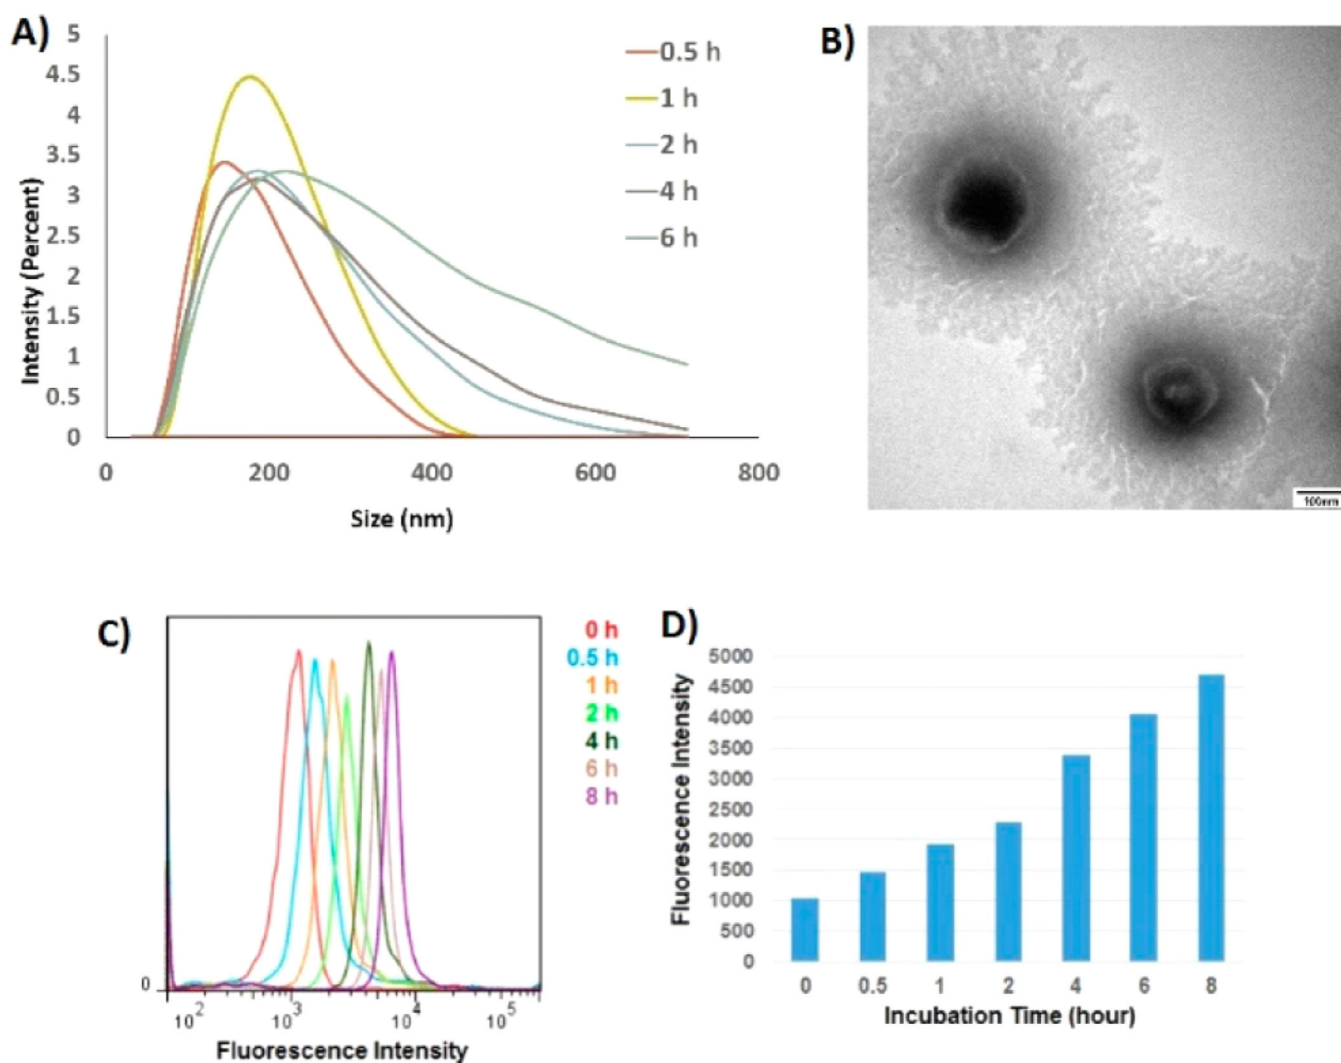 A)
5
4.5
4
3.5
3
2.5
2
1.5
1
0.5
0
Intensity (Percent)
0 200 400 600 800
Size (nm)
0.5 h
1 h
2 h
4 h
6 h
B)
100nm
C)
0
10² 10³ 10⁴ 10⁵
Fluorescence Intensity
0 h
0.5 h
1 h
2 h
4 h
6 h
8 h
D)
Fluorescence Intensity
5000
4500
4000
3500
3000
2500
2000
1500
1000
500
0
0 0.5 1 2 4 6 8
Incubation Time (hour)